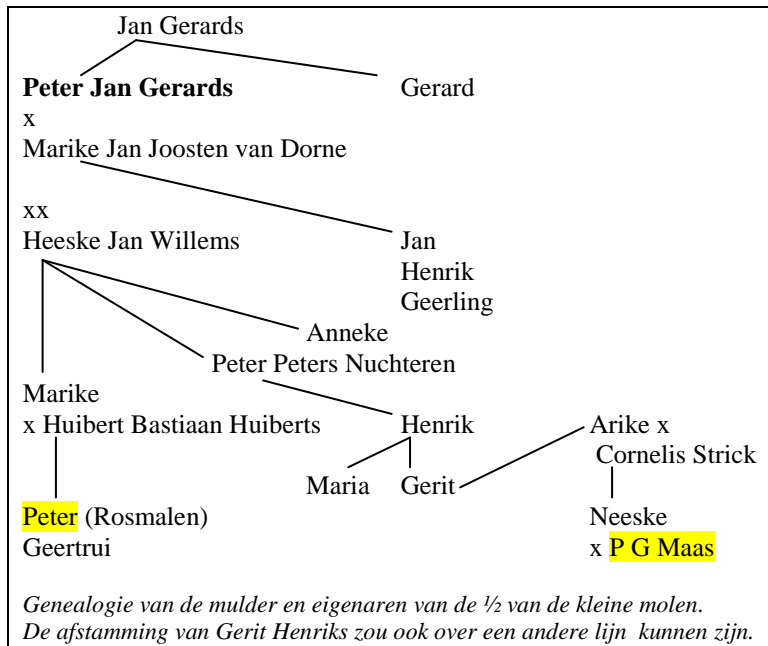 Jan Gerards
Peter Jan Gerards Gerard
x
Marike Jan Joosten van Dorne
xx
Heeske Jan Willems Jan
Henrik
Geerling
Anneke
Peter Peters Nuchteren
Marike
x Huibert Bastiaan Huiberts Henrik Arike x
Cornelis Strick
Maria Gerit
Peter (Rosmalen) Neeske
Geertrui x P G Maas
Genealogie van de mulder en eigenaren van de ½ van de kleine molen.
De afstamming van Gerit Henriks zou ook over een andere lijn kunnen zijn.